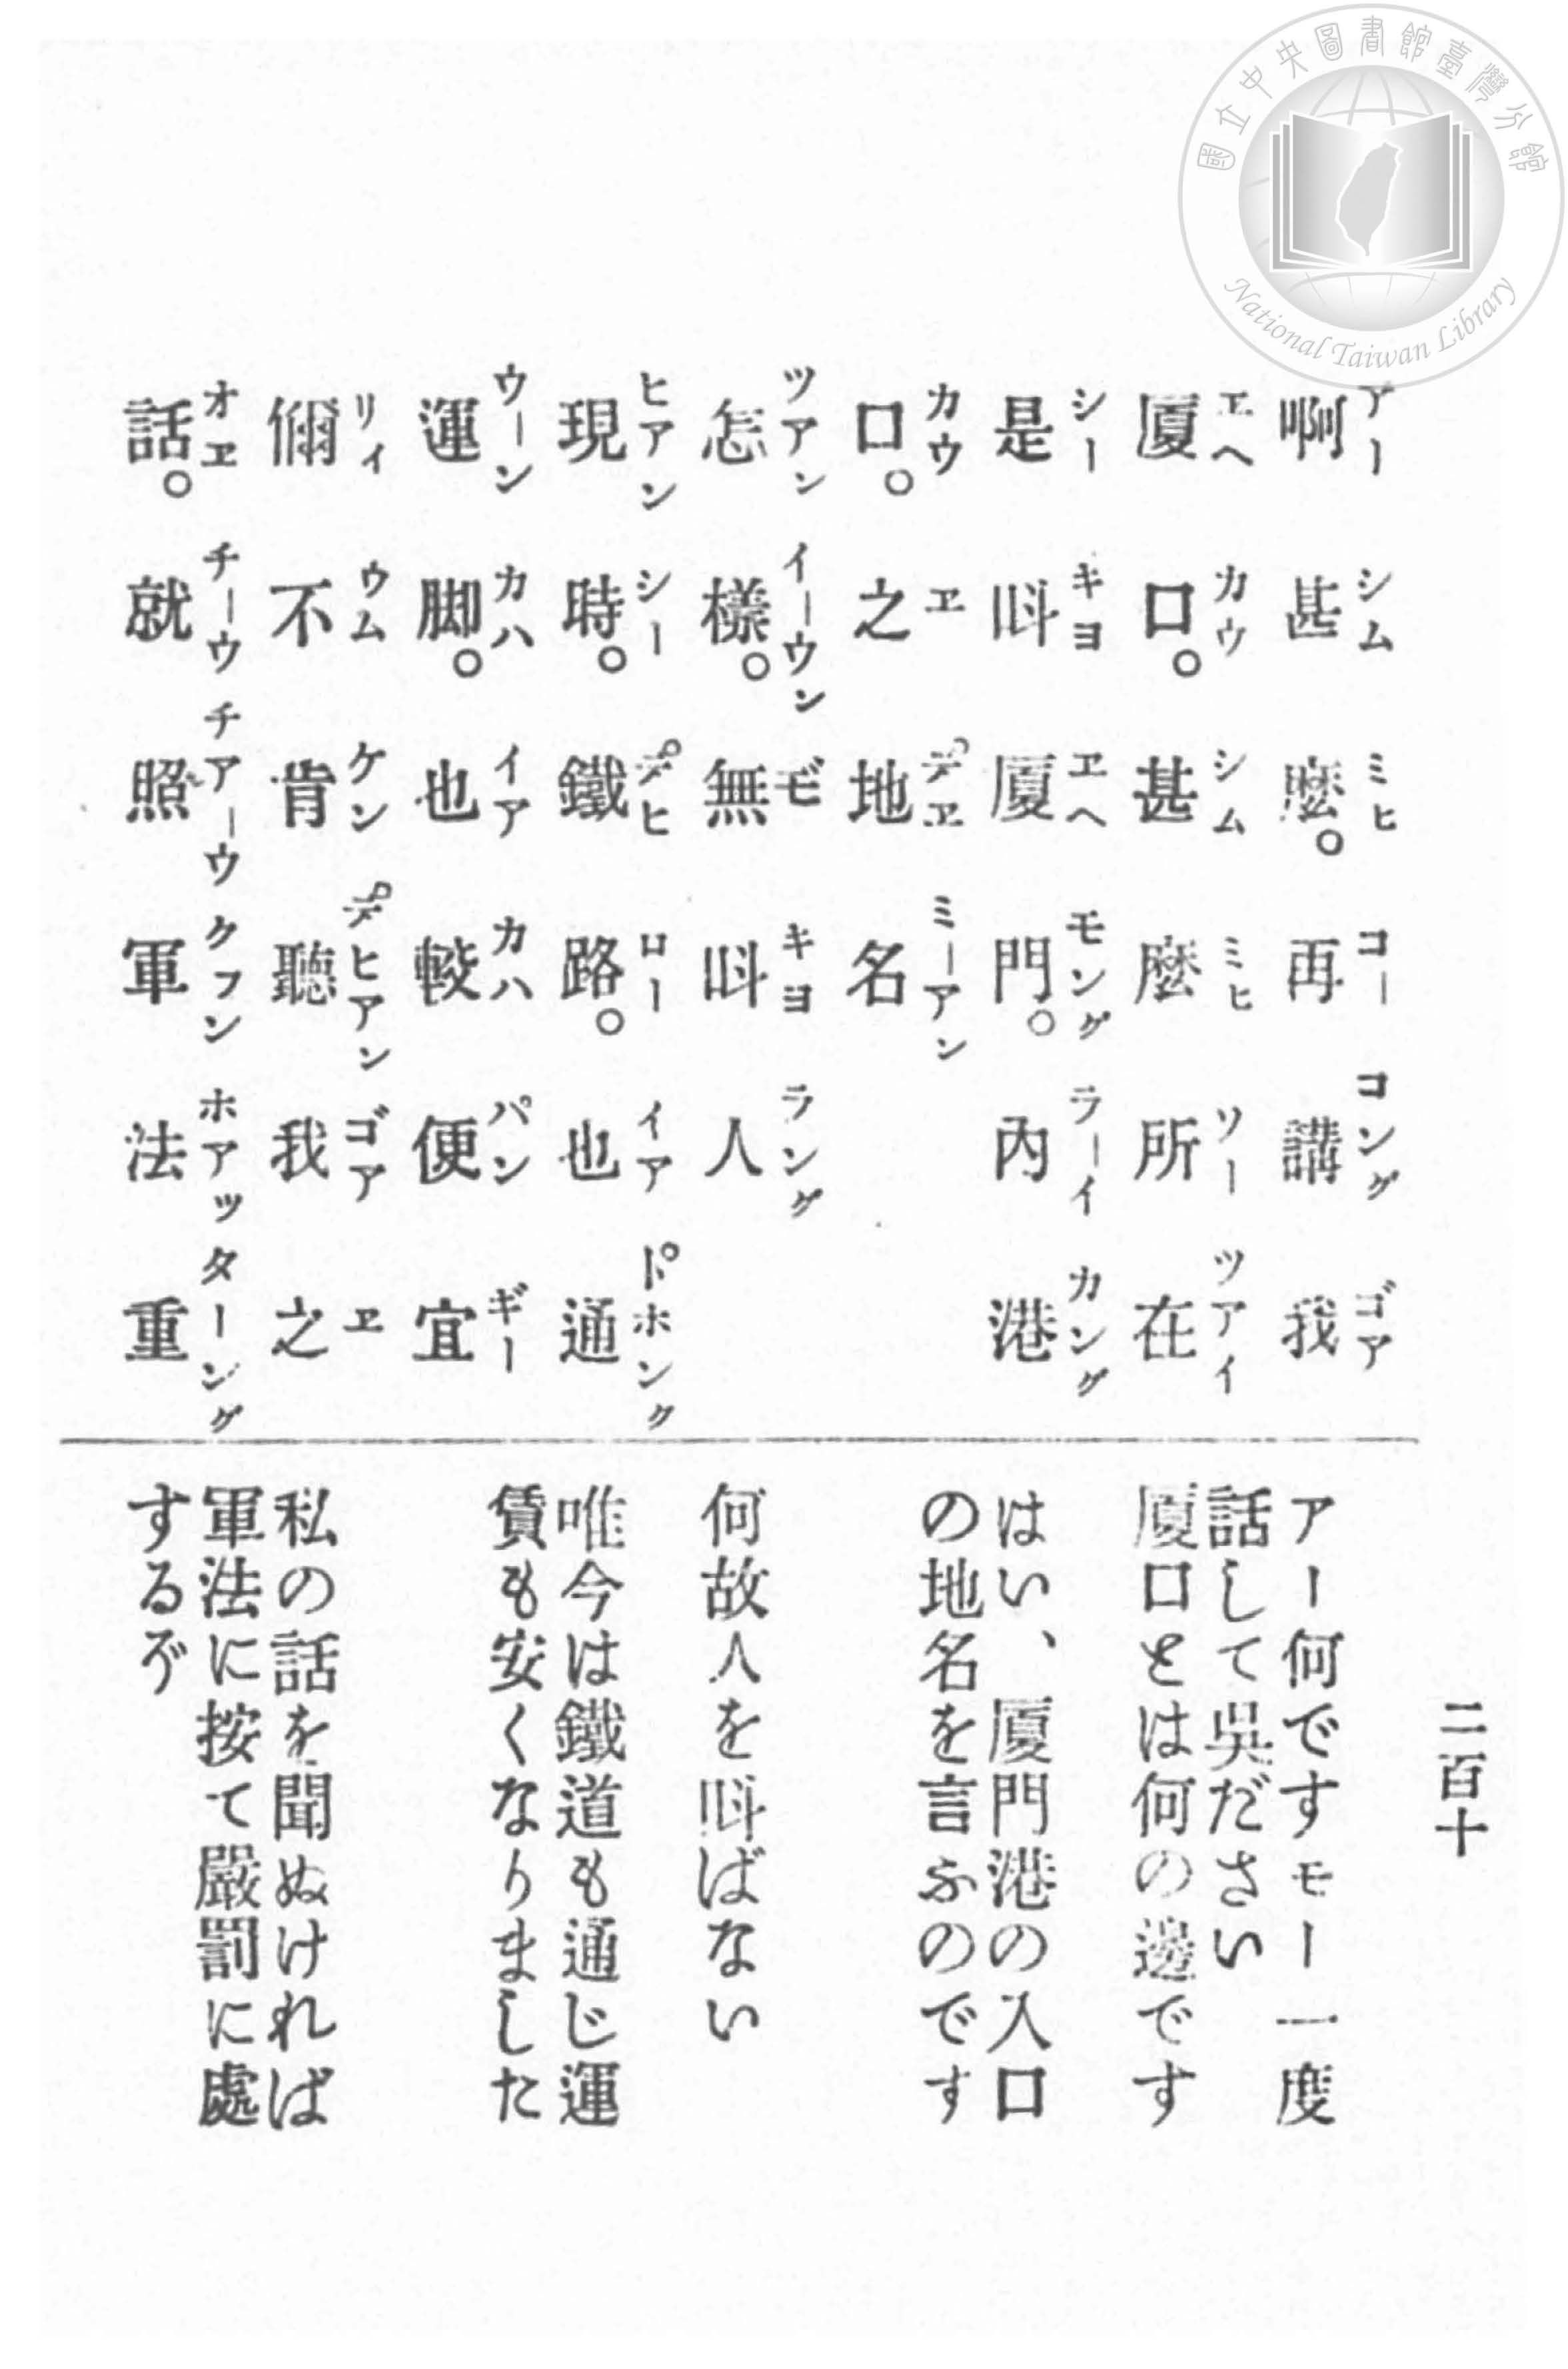 國立中央圖書館臺灣分館
National Taiwan Library
二百十
アー シム ミヒ コー コング ゴア
啊甚麼。再講我
エヘ カウ シム ミヒ ソー ツアイ
厦口。甚麼所在
シー キヨ エヘ モング ラーイ カング
是呌厦門。內港
カウ エ デ゚エ ミーアン
口。之地名
ツアン イーウン モ゙ キヨ ラング
怎樣。無呌人
ヒアン シー デ゚ヒ ロー イア ト゚ホンク
現時。鐵路。也通
ウーン カハ イア カハ パン ギー
運脚。也較便宜
リイ ウム ケン デ゚ヒアン ゴア エ
儞不肯聽我之
オエ チーウ チアーウ クフン ホアッ ターング
話。就照軍法重
アー何ですモー一度
話して吳ださい
厦口とは何の邊です
はい、厦門港の入口
の地名を言ふのです
何故人を呌ばない
唯今は鐵道も通じ運
賃も安くなりました
私の話を聞ぬければ
軍法に按て嚴罰に處
するぞ